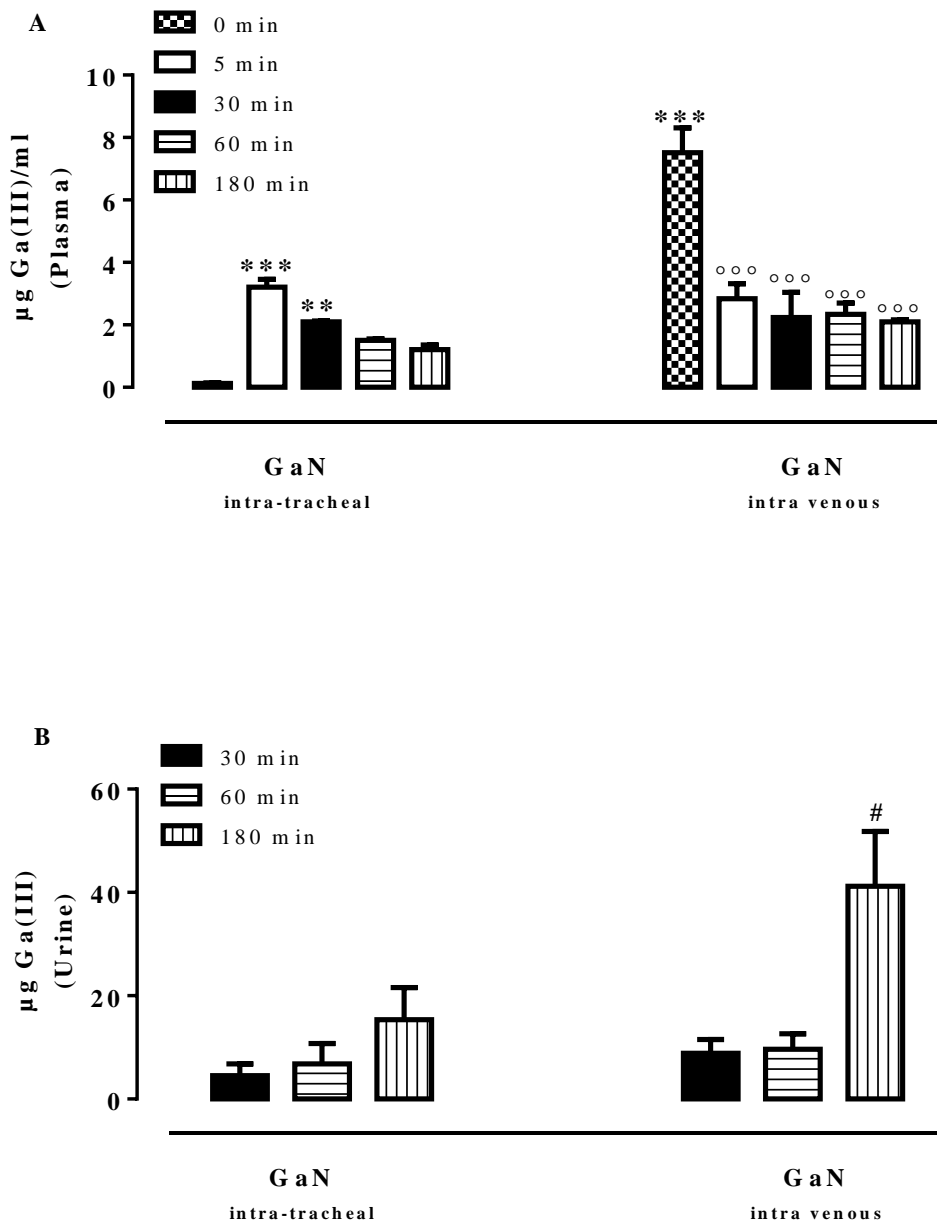 A
0 min
5 min
30 min
60 min
180 min
µg Ga(III)/ml
(Plasma)
10
8
6
4
2
0
***
**
***
°°°
°°°
°°°
°°°
GaN
intra-tracheal
GaN
intra venous
B
30 min
60 min
180 min
µg Ga(III)
(Urine)
60
40
20
0
#
GaN
intra-tracheal
GaN
intra venous